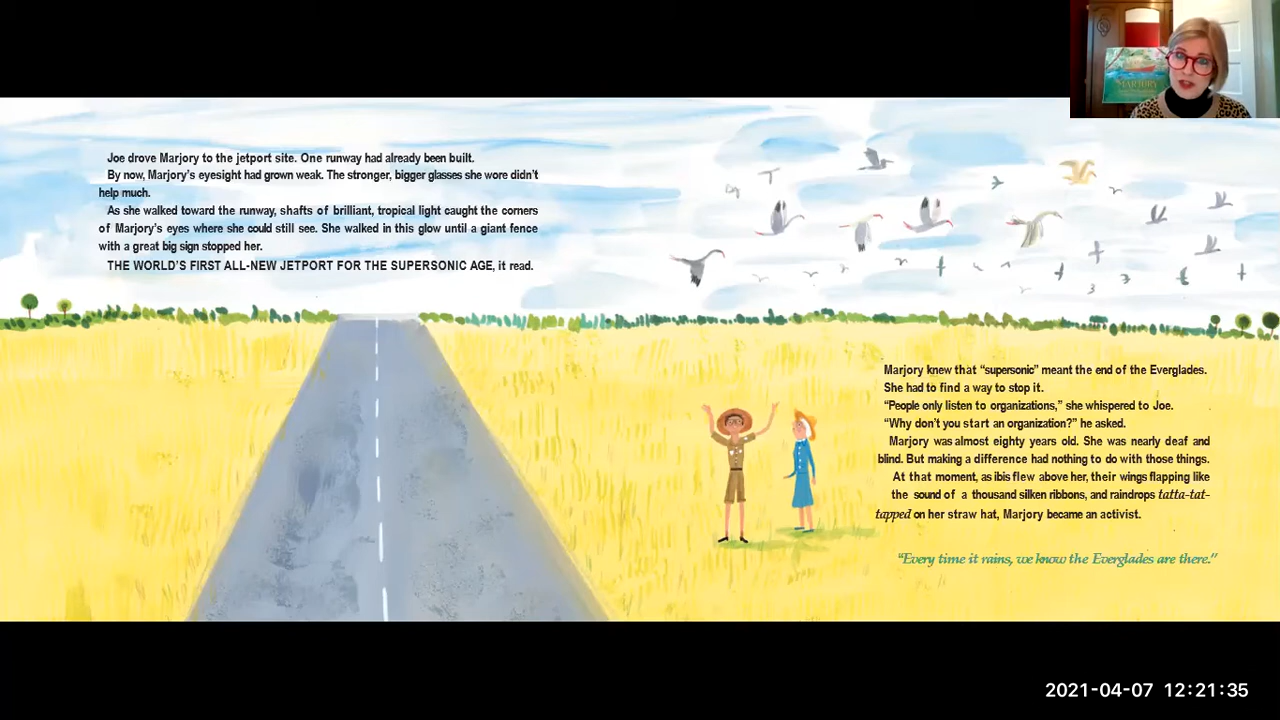 MARJORY
Joe drove Marjory to the jetport site. One runway had already been built.
By now, Marjory's eyesight had grown weak. The stronger, bigger glasses she wore didn't
help much.
As she walked toward the runway, shafts of brilliant, tropical light caught the corners
of Marjory's eyes where she could still see. She walked in this glow until a giant fence
with a great big sign stopped her.
THE WORLD'S FIRST ALL-NEW JETPORT FOR THE SUPERSONIC AGE, it read.
Marjory knew that “supersonic” meant the end of the Everglades.
She had to find a way to stop it.
“People only listen to organizations,” she whispered to Joe.
“Why don't you start an organization?” he asked.
Marjory was almost eighty years old. She was nearly deaf and
blind. But making a difference had nothing to do with those things.
At that moment, as ibis flew above her, their wings flapping like
the sound of a thousand silken ribbons, and raindrops tatta-tat-
tapped on her straw hat, Marjory became an activist.
“Every time it rains, we know the Everglades are there.”
2021-04-07 12:21:35